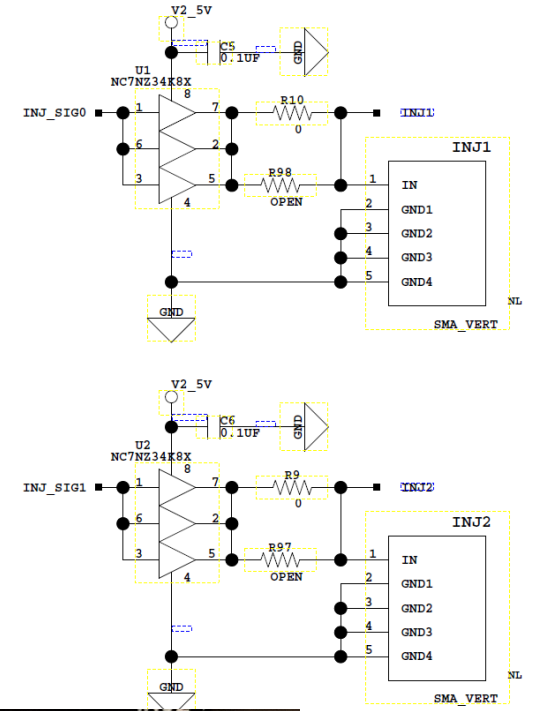 V2_5V
C5
0.1UF
GND
U1
NC7NZ34K8X
8
INJ_SIG0
1
7
R10
0
INJ1
6
2
INJ1
3
5
R98
OPEN
1
IN
4
2
GND1
3
GND2
4
GND3
5
GND4
GND
NL
SMA_VERT
V2_5V
C6
0.1UF
GND
U2
NC7NZ34K8X
8
INJ_SIG1
1
7
R9
0
INJ2
6
2
INJ2
3
5
R97
OPEN
1
IN
4
2
GND1
3
GND2
4
GND3
5
GND4
GND
NL
SMA_VERT